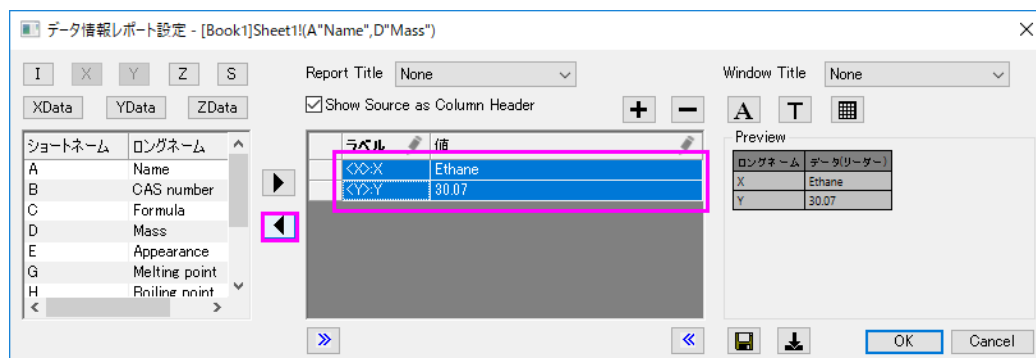 データ情報レポート設定 - [Book1]Sheet1!(A"Name",D"Mass")
I X Y Z S
XData YData ZData
ショートネーム ロングネーム
A Name
B CAS number
C Formula
D Mass
E Appearance
G Melting point
H Boiling point
Report Title None
Show Source as Column Header
ラベル 値
<X>:X Ethane
<Y>:Y 30.07
Window Title None
A T
Preview
ロングネーム データ(リーダー)
X Ethane
Y 30.07
OK Cancel